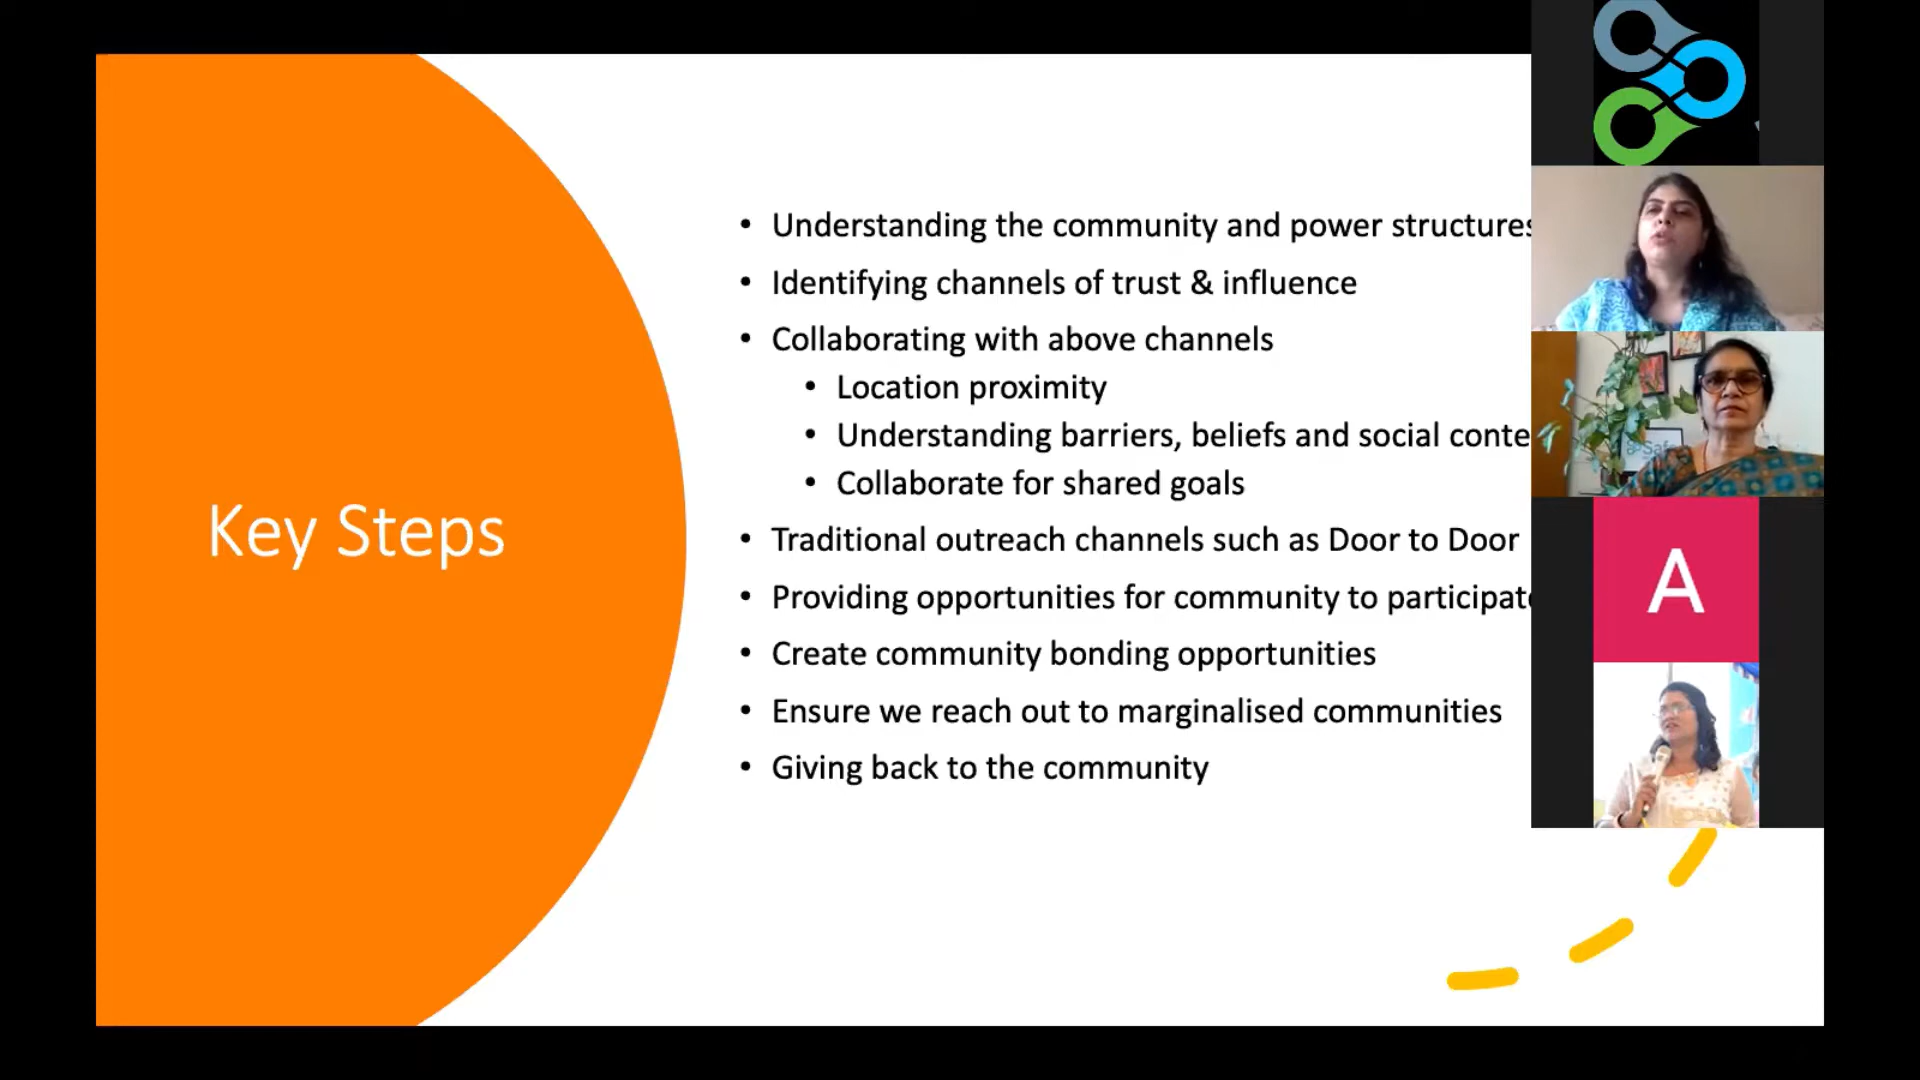 Key Steps
• Understanding the community and power structures
• Identifying channels of trust & influence
• Collaborating with above channels
• Location proximity
• Understanding barriers, beliefs and social conte
• Collaborate for shared goals
• Traditional outreach channels such as Door to Door
• Providing opportunities for community to participate
• Create community bonding opportunities
• Ensure we reach out to marginalised communities
• Giving back to the community
A